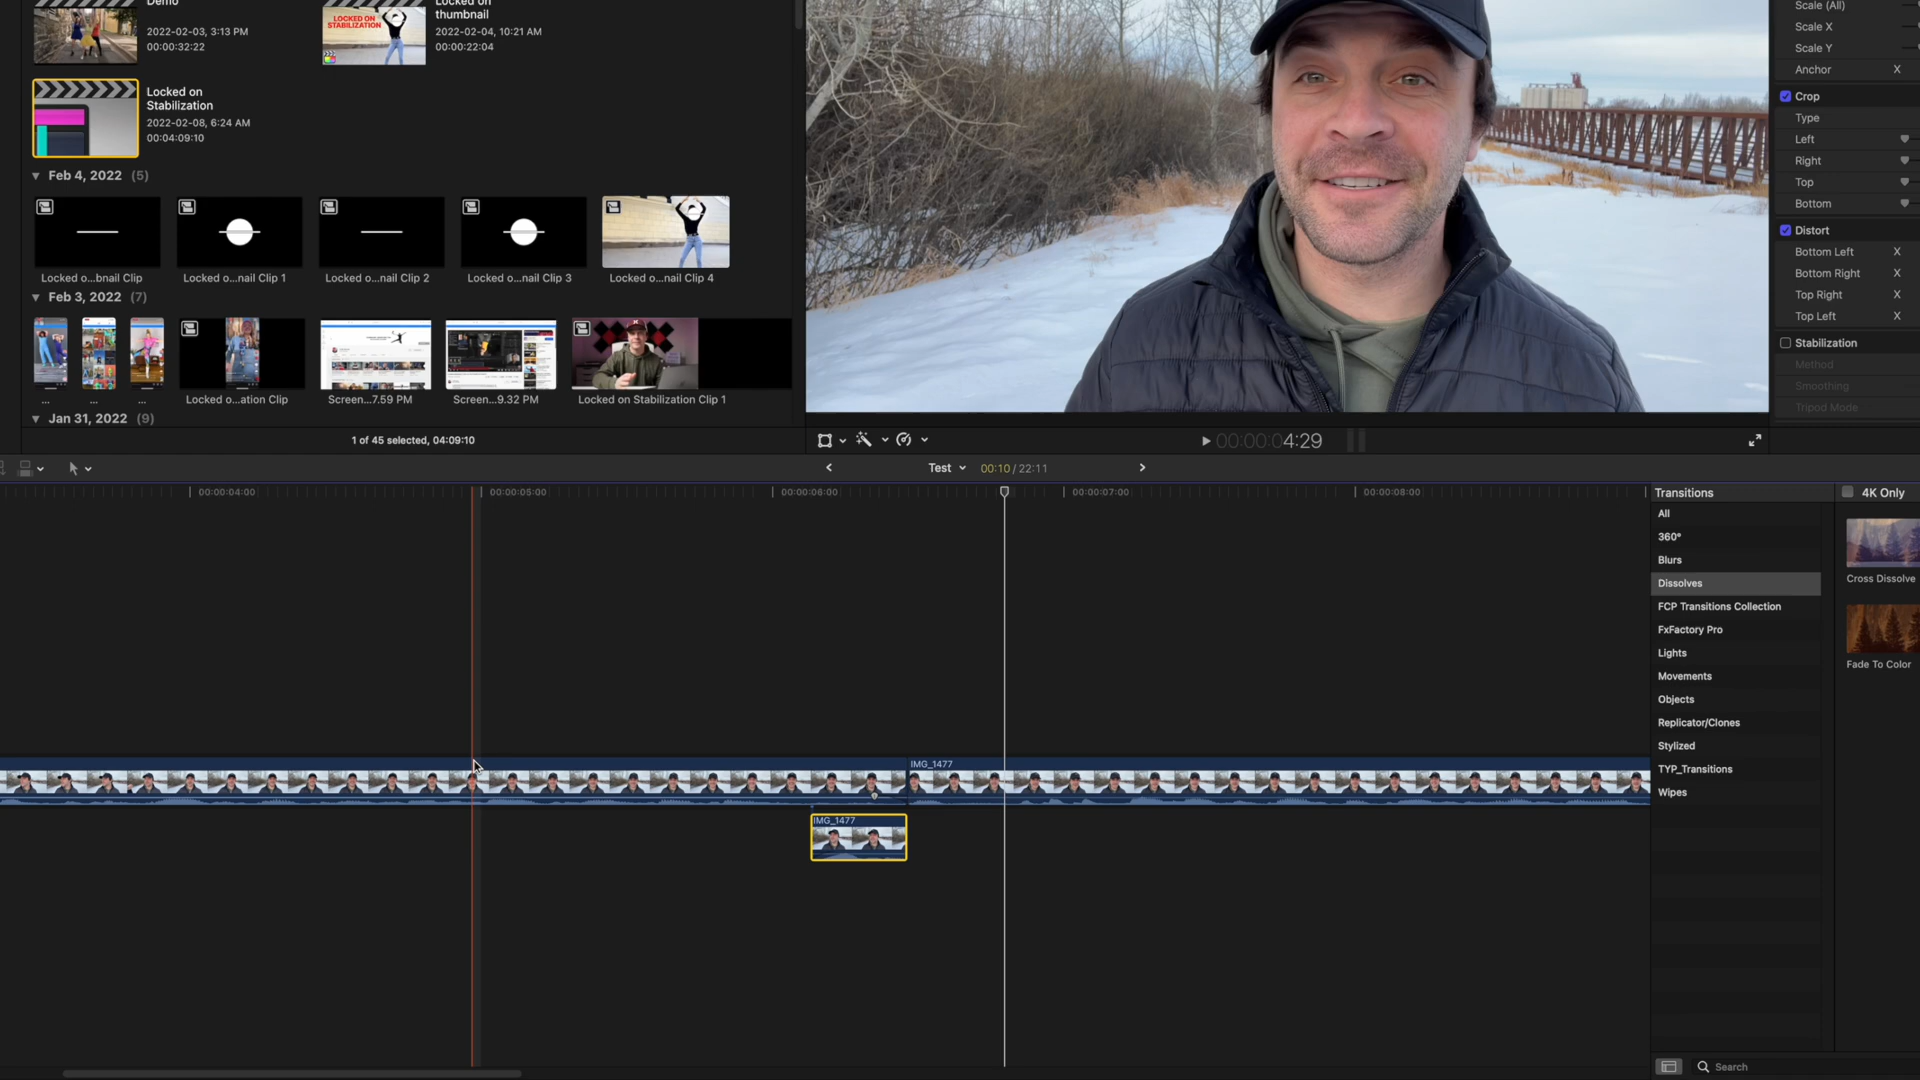 Demo
2022-02-03, 3:13 PM
00:00:32:22
LOCKED ON
STABILIZATION
Locked on
thumbnail
2022-02-04, 10:21 AM
00:00:22:04
Locked on
Stabilization
2022-02-08, 6:24 AM
00:04:09:10
Feb 4, 2022 (5)
Locked o...bnail Clip
Locked o...nail Clip 1
Locked o...nail Clip 2
Locked o...nail Clip 3
Locked o...nail Clip 4
Feb 3, 2022 (7)
...
...
...
Locked o...ation Clip
Screen...7.59 PM
Screen...9.32 PM
Locked on Stabilization Clip 1
Jan 31, 2022 (9)
1 of 45 selected, 04:09:10
00:00:04:29
Scale (All)
Scale X
Scale Y
Anchor X
Crop
Type
Left
Right
Top
Bottom
Distort
Bottom Left X
Bottom Right X
Top Right X
Top Left X
Stabilization
Method
Smoothing
Tripod Mode
Test 00:10 / 22:11
00:00:04:00
00:00:05:00
00:00:06:00
00:00:07:00
00:00:08:00
IMG_1477
IMG_1477
Transitions
4K Only
All
360°
Blurs
Dissolves
FCP Transitions Collection
FxFactory Pro
Lights
Movements
Objects
Replicator/Clones
Stylized
TYP_Transitions
Wipes
Cross Dissolve
Fade To Color
Search